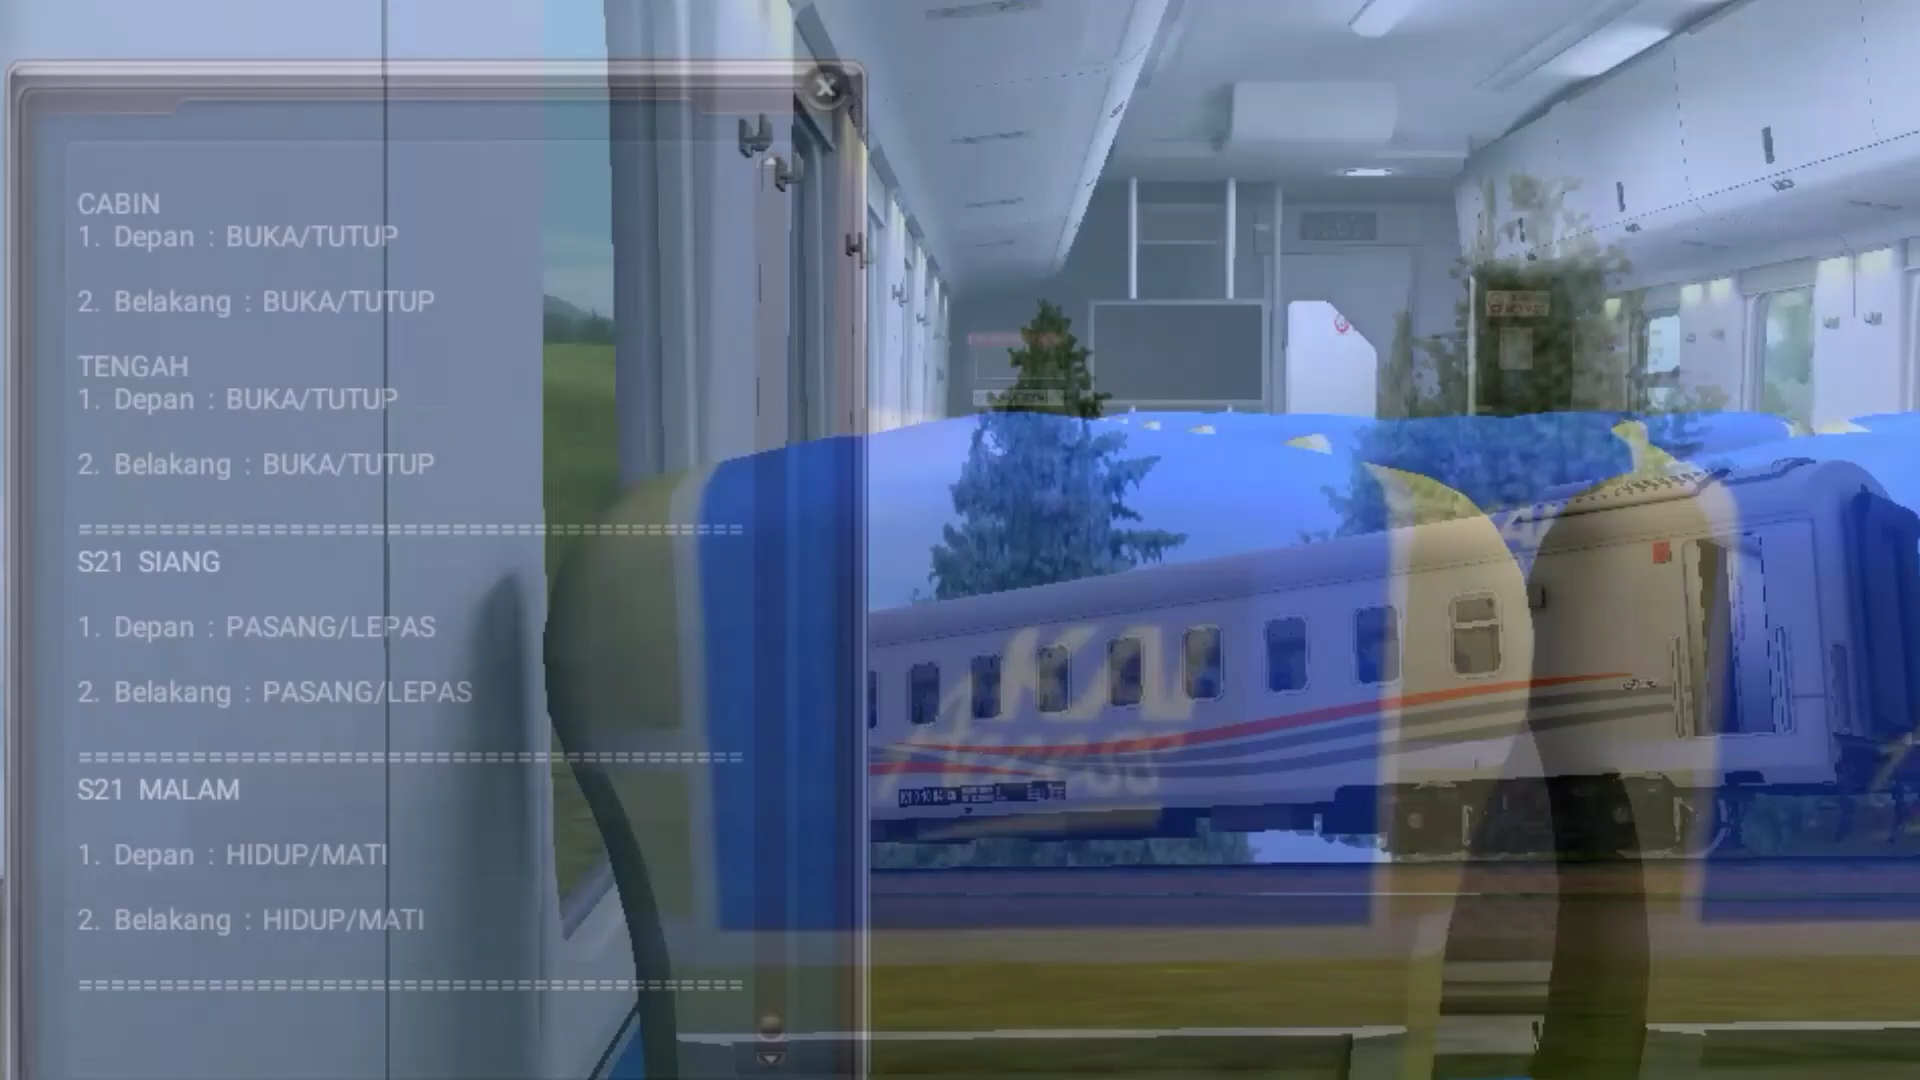 CABIN
1. Depan : BUKA/TUTUP
2. Belakang : BUKA/TUTUP
TENGAH
1. Depan : BUKA/TUTUP
2. Belakang : BUKA/TUTUP
==================================================
S21 SIANG
1. Depan : PASANG/LEPAS
2. Belakang : PASANG/LEPAS
==================================================
S21 MALAM
1. Depan : HIDUP/MATI
2. Belakang : HIDUP/MATI
==================================================
KAI
Access